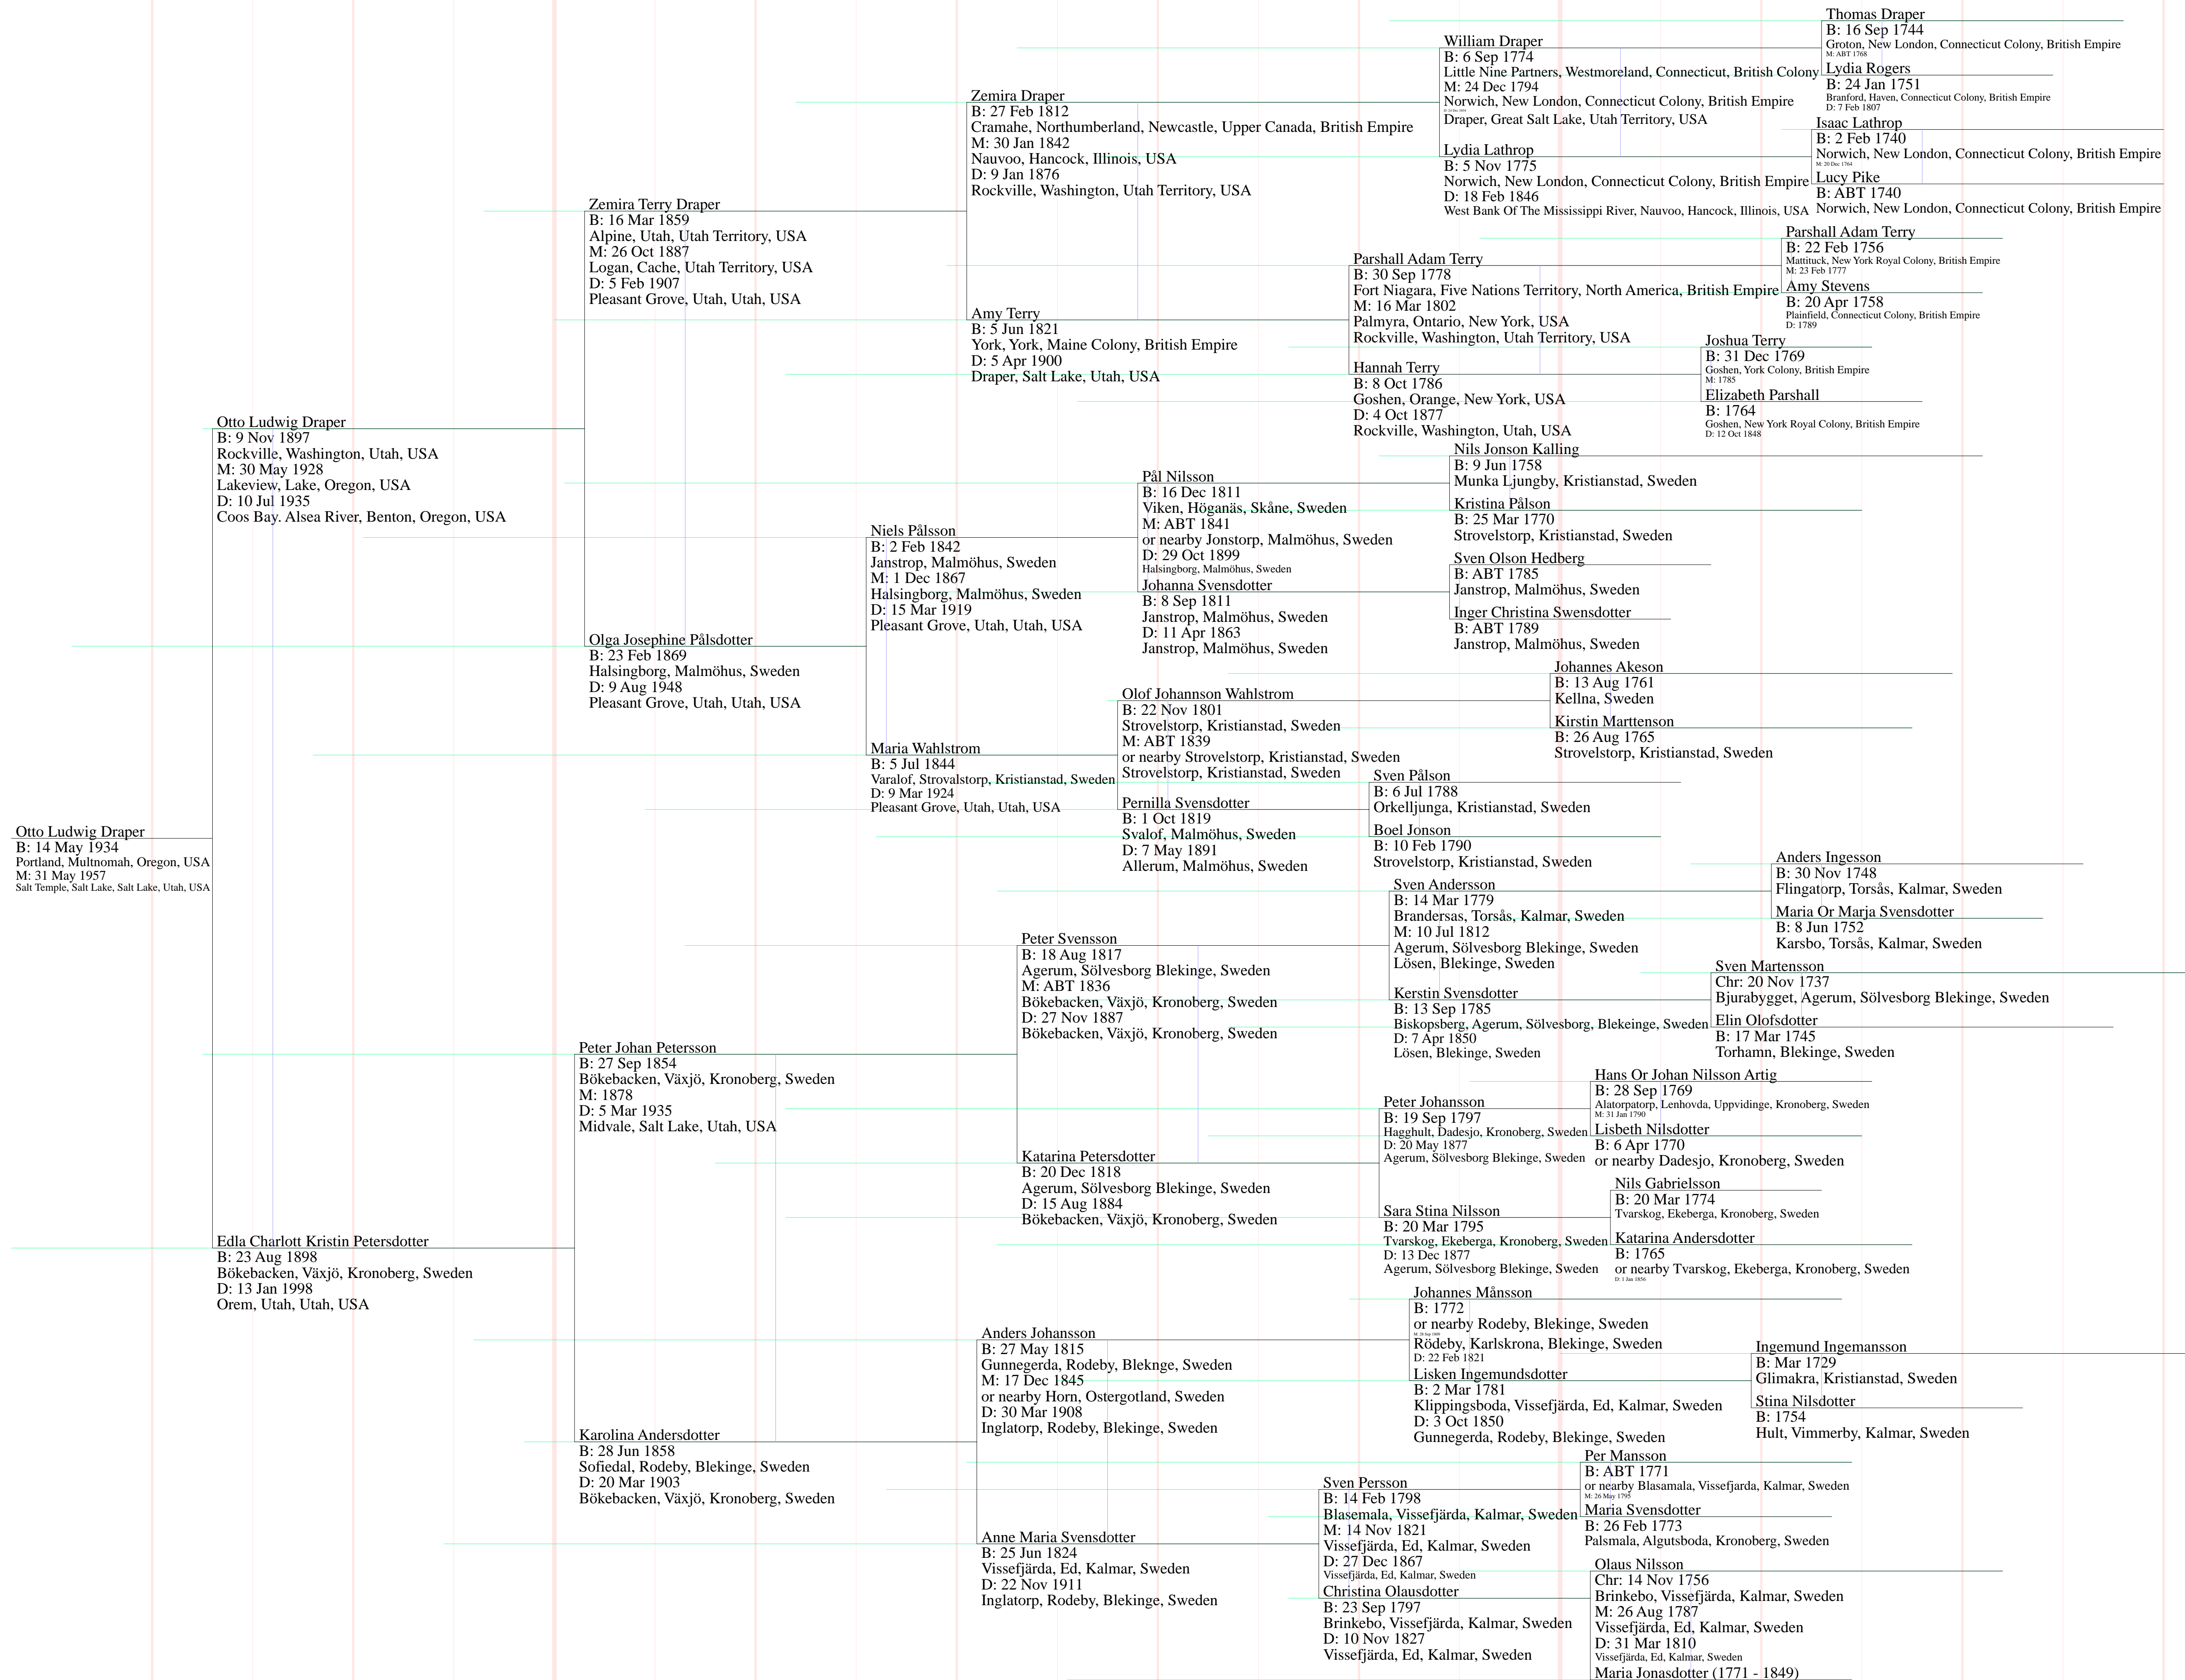 Otto Ludwig Draper
B: 14 May 1934
Portland, Multnomah, Oregon, USA
M: 31 May 1957
Salt Temple, Salt Lake, Salt Lake, Utah, USA
Otto Ludwig Draper
B: 9 Nov 1897
Rockville, Washington, Utah, USA
M: 30 May 1928
Lakeview, Lake, Oregon, USA
D: 10 Jul 1935
Coos Bay. Alsea River, Benton, Oregon, USA
Edla Charlott Kristin Petersdotter
B: 23 Aug 1898
Bökebacken, Växjö, Kronoberg, Sweden
D: 13 Jan 1998
Orem, Utah, Utah, USA
Zemira Terry Draper
B: 16 Mar 1859
Alpine, Utah, Utah Territory, USA
M: 26 Oct 1887
Logan, Cache, Utah Territory, USA
D: 5 Feb 1907
Pleasant Grove, Utah, Utah, USA
Olga Josephine Pålsdotter
B: 23 Feb 1869
Halsingborg, Malmöhus, Sweden
D: 9 Aug 1948
Pleasant Grove, Utah, Utah, USA
Peter Johan Petersson
B: 27 Sep 1854
Bökebacken, Växjö, Kronoberg, Sweden
M: 1878
D: 5 Mar 1935
Midvale, Salt Lake, Utah, USA
Karolina Andersdotter
B: 28 Jun 1858
Sofiedal, Rodeby, Blekinge, Sweden
D: 20 Mar 1903
Bökebacken, Växjö, Kronoberg, Sweden
Zemira Draper
B: 27 Feb 1812
Cramahe, Northumberland, Newcastle, Upper Canada, British Empire
M: 30 Jan 1842
Nauvoo, Hancock, Illinois, USA
D: 9 Jan 1876
Rockville, Washington, Utah Territory, USA
Amy Terry
B: 5 Jun 1821
York, York, Maine Colony, British Empire
D: 5 Apr 1900
Draper, Salt Lake, Utah, USA
Niels Pålsson
B: 2 Feb 1842
Janstrop, Malmöhus, Sweden
M: 1 Dec 1867
Halsingborg, Malmöhus, Sweden
D: 15 Mar 1919
Pleasant Grove, Utah, Utah, USA
Maria Wahlstrom
B: 5 Jul 1844
Varalof, Strovalstorp, Kristianstad, Sweden
D: 9 Mar 1924
Pleasant Grove, Utah, Utah, USA
Peter Svensson
B: 18 Aug 1817
Agerum, Sölvesborg Blekinge, Sweden
M: ABT 1836
Bökebacken, Växjö, Kronoberg, Sweden
D: 27 Nov 1887
Bökebacken, Växjö, Kronoberg, Sweden
Katarina Petersdotter
B: 20 Dec 1818
Agerum, Sölvesborg Blekinge, Sweden
D: 15 Aug 1884
Bökebacken, Växjö, Kronoberg, Sweden
Anders Johansson
B: 27 May 1815
Gunnegerda, Rodeby, Bleknge, Sweden
M: 17 Dec 1845
or nearby Horn, Ostergotland, Sweden
D: 30 Mar 1908
Inglatorp, Rodeby, Blekinge, Sweden
Anne Maria Svensdotter
B: 25 Jun 1824
Vissefjärda, Ed, Kalmar, Sweden
D: 22 Nov 1911
Inglatorp, Rodeby, Blekinge, Sweden
William Draper
B: 6 Sep 1774
Little Nine Partners, Westmoreland, Connecticut, British Colony
M: 24 Dec 1794
Norwich, New London, Connecticut Colony, British Empire
Draper, Great Salt Lake, Utah Territory, USA
Lydia Lathrop
B: 5 Nov 1775
Norwich, New London, Connecticut Colony, British Empire
D: 18 Feb 1846
West Bank Of The Mississippi River, Nauvoo, Hancock, Illinois, USA
Parshall Adam Terry
B: 30 Sep 1778
Fort Niagara, Five Nations Territory, North America, British Empire
M: 16 Mar 1802
Palmyra, Ontario, New York, USA
Rockville, Washington, Utah Territory, USA
Hannah Terry
B: 8 Oct 1786
Goshen, Orange, New York, USA
D: 4 Oct 1877
Rockville, Washington, Utah, USA
Pål Nilsson
B: 16 Dec 1811
Viken, Höganäs, Skåne, Sweden
M: ABT 1841
or nearby Jonstorp, Malmöhus, Sweden
D: 29 Oct 1899
Halsingborg, Malmöhus, Sweden
Johanna Svensdotter
B: 8 Sep 1811
Janstrop, Malmöhus, Sweden
D: 11 Apr 1863
Janstrop, Malmöhus, Sweden
Olof Johannson Wahlstrom
B: 22 Nov 1801
Strovelstorp, Kristianstad, Sweden
M: ABT 1839
or nearby Strovelstorp, Kristianstad, Sweden
Strovelstorp, Kristianstad, Sweden
Pernilla Svensdotter
B: 1 Oct 1819
Svalof, Malmöhus, Sweden
D: 7 May 1891
Allerum, Malmöhus, Sweden
Sven Andersson
B: 14 Mar 1779
Brandersas, Torsås, Kalmar, Sweden
M: 10 Jul 1812
Agerum, Sölvesborg Blekinge, Sweden
Lösen, Blekinge, Sweden
Kerstin Svensdotter
B: 13 Sep 1785
Biskopsberg, Agerum, Sölvesborg, Blekeinge, Sweden
D: 7 Apr 1850
Lösen, Blekinge, Sweden
Peter Johansson
B: 19 Sep 1797
Hagghult, Dadesjo, Kronoberg, Sweden
D: 20 May 1877
Agerum, Sölvesborg Blekinge, Sweden
Sara Stina Nilsson
B: 20 Mar 1795
Tvarskog, Ekeberga, Kronoberg, Sweden
D: 13 Dec 1877
Agerum, Sölvesborg Blekinge, Sweden
Johannes Månsson
B: 1772
or nearby Rodeby, Blekinge, Sweden
Rödeby, Karlskrona, Blekinge, Sweden
D: 22 Feb 1821
Lisken Ingemundsdotter
B: 2 Mar 1781
Klippingsboda, Vissefjärda, Ed, Kalmar, Sweden
D: 3 Oct 1850
Gunnegerda, Rodeby, Blekinge, Sweden
Sven Persson
B: 14 Feb 1798
Blasemala, Vissefjärda, Kalmar, Sweden
M: 14 Nov 1821
Vissefjärda, Ed, Kalmar, Sweden
D: 27 Dec 1867
Vissefjärda, Ed, Kalmar, Sweden
Christina Olausdotter
B: 23 Sep 1797
Brinkebo, Vissefjärda, Kalmar, Sweden
D: 10 Nov 1827
Vissefjärda, Ed, Kalmar, Sweden
Thomas Draper
B: 16 Sep 1744
Groton, New London, Connecticut Colony, British Empire
M: ABT 1768
Lydia Rogers
B: 24 Jan 1751
Branford, Haven, Connecticut Colony, British Empire
D: 7 Feb 1807
Isaac Lathrop
B: 2 Feb 1740
Norwich, New London, Connecticut Colony, British Empire
M: 20 Dec 1764
Lucy Pike
B: ABT 1740
Norwich, New London, Connecticut Colony, British Empire
Parshall Adam Terry
B: 22 Feb 1756
Mattituck, New York Royal Colony, British Empire
M: 23 Feb 1777
Amy Stevens
B: 20 Apr 1758
Plainfield, Connecticut Colony, British Empire
D: 1789
Joshua Terry
B: 31 Dec 1769
Goshen, York Colony, British Empire
M: 1785
Elizabeth Parshall
B: 1764
Goshen, New York Royal Colony, British Empire
D: 12 Oct 1848
Nils Jonson Kalling
B: 9 Jun 1758
Munka Ljungby, Kristianstad, Sweden
Kristina Pålson
B: 25 Mar 1770
Strovelstorp, Kristianstad, Sweden
Sven Olson Hedberg
B: ABT 1785
Janstrop, Malmöhus, Sweden
Inger Christina Swensdotter
B: ABT 1789
Janstrop, Malmöhus, Sweden
Johannes Akeson
B: 13 Aug 1761
Kellna, Sweden
Kirstin Marttenson
B: 26 Aug 1765
Strovelstorp, Kristianstad, Sweden
Sven Pålson
B: 6 Jul 1788
Orkelljunga, Kristianstad, Sweden
Boel Jonson
B: 10 Feb 1790
Strovelstorp, Kristianstad, Sweden
Anders Ingesson
B: 30 Nov 1748
Flingatorp, Torsås, Kalmar, Sweden
Maria Or Marja Svensdotter
B: 8 Jun 1752
Karsbo, Torsås, Kalmar, Sweden
Sven Martensson
Chr: 20 Nov 1737
Bjurabygget, Agerum, Sölvesborg Blekinge, Sweden
Elin Olofsdotter
B: 17 Mar 1745
Torhamn, Blekinge, Sweden
Hans Or Johan Nilsson Artig
B: 28 Sep 1769
Alatorpatorp, Lenhovda, Uppvidinge, Kronoberg, Sweden
M: 31 Jan 1790
Lisbeth Nilsdotter
B: 6 Apr 1770
or nearby Dadesjo, Kronoberg, Sweden
Nils Gabrielsson
B: 20 Mar 1774
Tvarskog, Ekeberga, Kronoberg, Sweden
Katarina Andersdotter
B: 1765
or nearby Tvarskog, Ekeberga, Kronoberg, Sweden
D: 1 Jan 1856
Ingemund Ingemansson
B: Mar 1729
Glimakra, Kristianstad, Sweden
Stina Nilsdotter
B: 1754
Hult, Vimmerby, Kalmar, Sweden
Per Mansson
B: ABT 1771
or nearby Blasamala, Vissefjarda, Kalmar, Sweden
M: 26 May 1795
Maria Svensdotter
B: 26 Feb 1773
Palsmala, Algutsboda, Kronoberg, Sweden
Olaus Nilsson
Chr: 14 Nov 1756
Brinkebo, Vissefjärda, Kalmar, Sweden
M: 26 Aug 1787
Vissefjärda, Ed, Kalmar, Sweden
D: 31 Mar 1810
Vissefjärda, Ed, Kalmar, Sweden
Maria Jonasdotter (1771 - 1849)